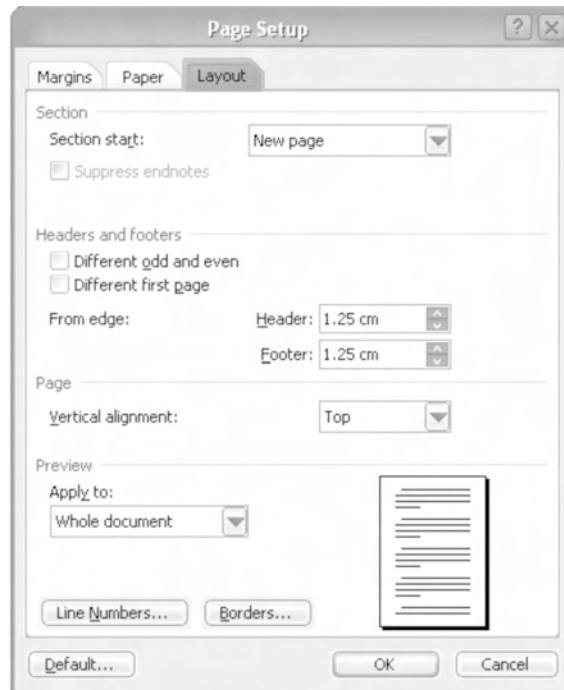 Page Setup
Margins Paper Layout
Section
Section start: New page
Suppress endnotes
Headers and footers
Different odd and even
Different first page
From edge: Header: 1.25 cm
Footer: 1.25 cm
Page
Vertical alignment: Top
Preview
Apply to:
Whole document
Line Numbers... Borders...
Default... OK Cancel